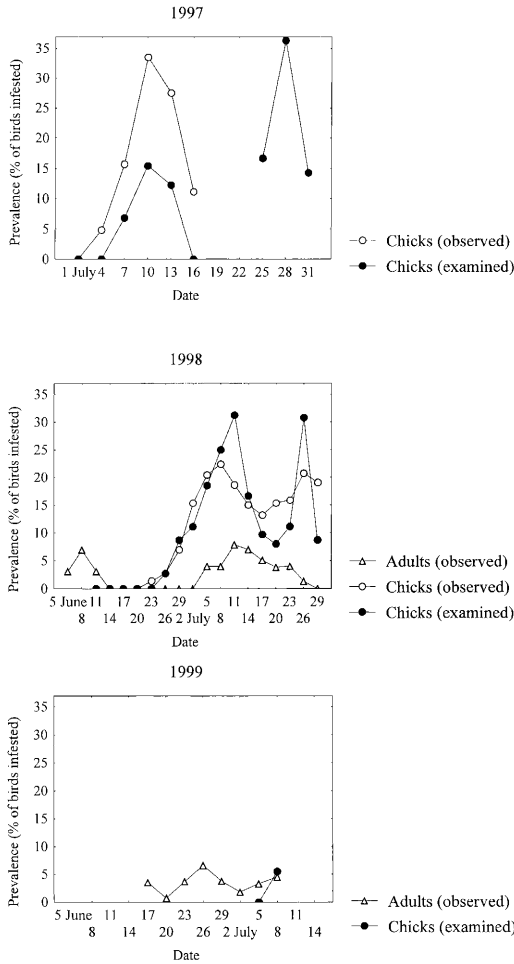 1997
Prevalence (% of birds infested)
35
30
25
20
15
10
5
0
1 July 4 7 10 13 16 19 22 25 28 31
Date
Chicks (observed)
Chicks (examined)
1998
Prevalence (% of birds infested)
35
30
25
20
15
10
5
0
5 June 11 17 23 29 5 11 17 23 29
8 14 20 26 2 July 8 14 20 26
Date
Adults (observed)
Chicks (observed)
Chicks (examined)
1999
Prevalence (% of birds infested)
35
30
25
20
15
10
5
0
5 June 11 17 23 29 5 11
8 14 20 26 2 July 8 14
Date
Adults (observed)
Chicks (examined)